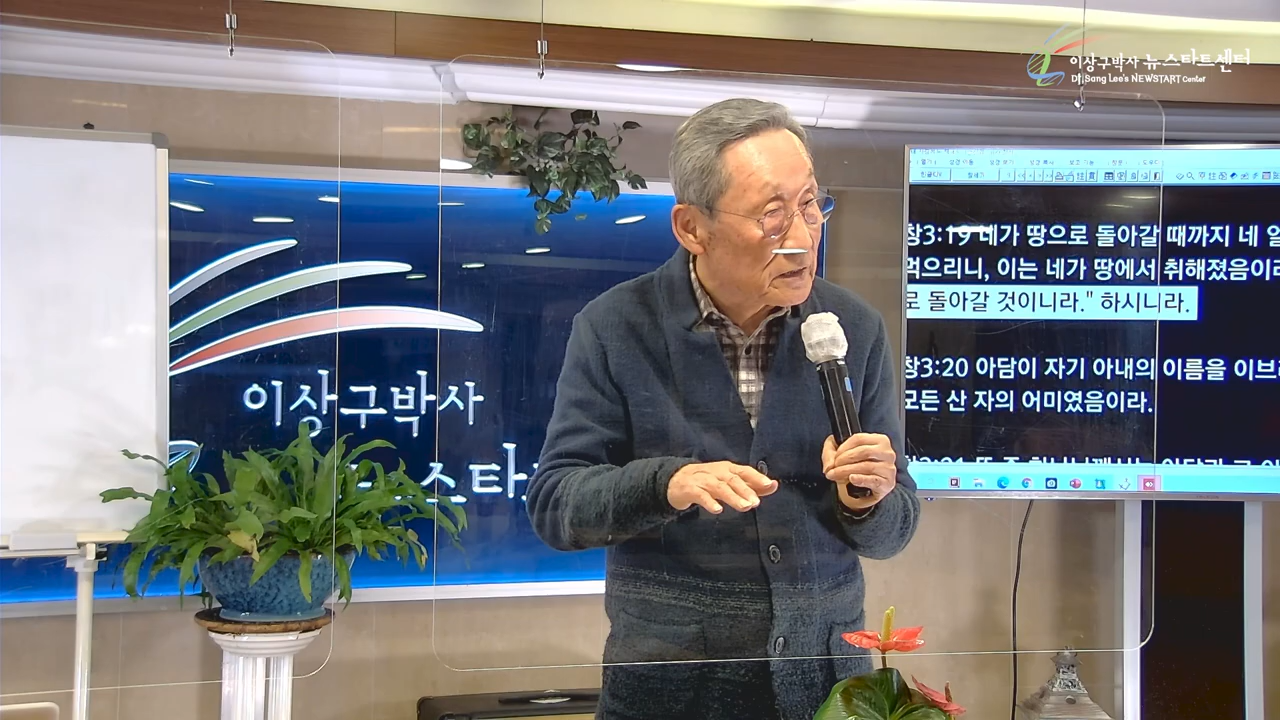 이상구박사 뉴스타트센터
Dr. Sang Lee's NEWSTART Center
이상구박사
스타
창3:19 네가 땅으로 돌아갈 때까지 네
먹으리니, 이는 네가 땅에서 취해졌음이라
로 돌아갈 것이니라." 하시니라.
창3:20 아담이 자기 아내의 이름을 이브
모든 산 자의 어미였음이라.